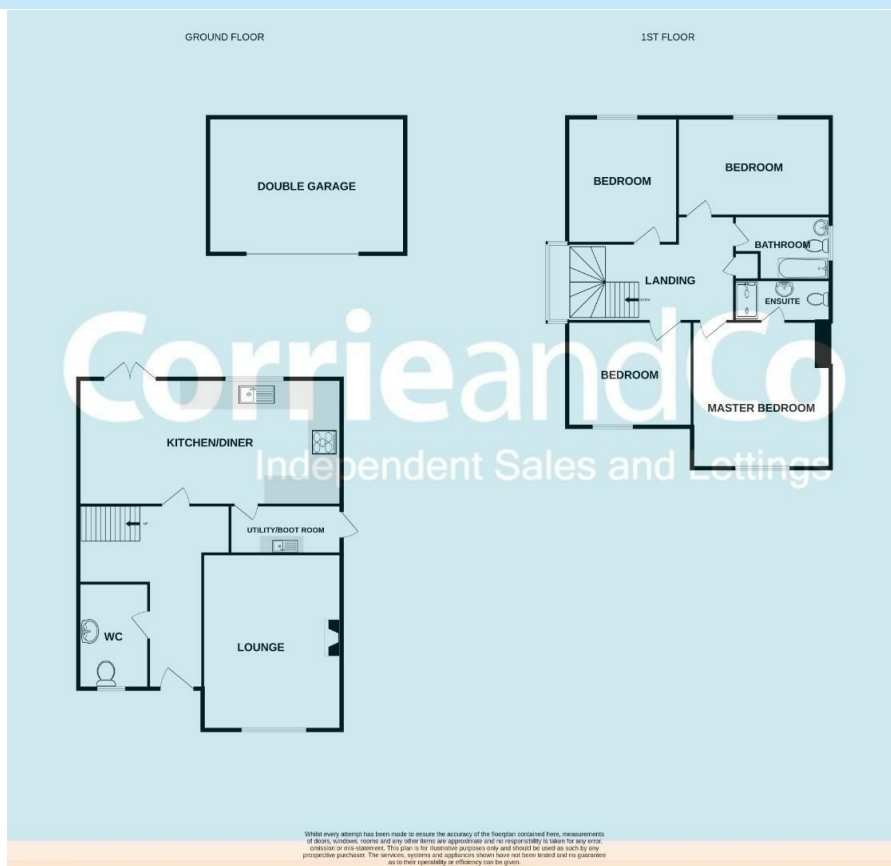 GROUND FLOOR
1ST FLOOR
DOUBLE GARAGE
BEDROOM
BEDROOM
BATHROOM
LANDING
DOWN
ENSUITE
BEDROOM
MASTER BEDROOM
CorrieandCo
Independent Sales and Lettings
KITCHEN/DINER
UP
UTILITY/BOOT ROOM
WC
LOUNGE
Whilst every attempt has been made to ensure the accuracy of the floorplan contained here, measurements
of doors, windows, rooms and any other items are approximate and no responsibility is taken for any error,
omission or mis-statement. This plan is for illustrative purposes only and should be used as such by any
prospective purchaser. The services, systems and appliances shown have not been tested and no guarantee
as to their operability or efficiency can be given.